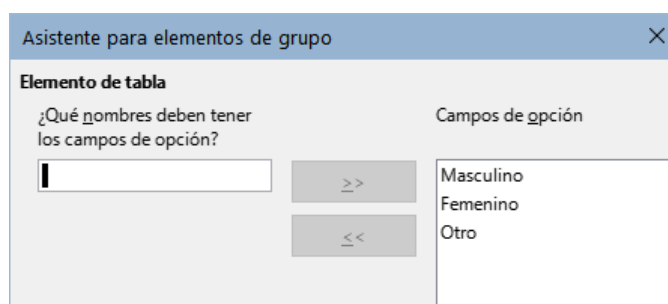 Asistente para elementos de grupo
Elemento de tabla
¿Qué nombres deben tener
los campos de opción?
Campos de opción
>>
<<
Masculino
Femenino
Otro